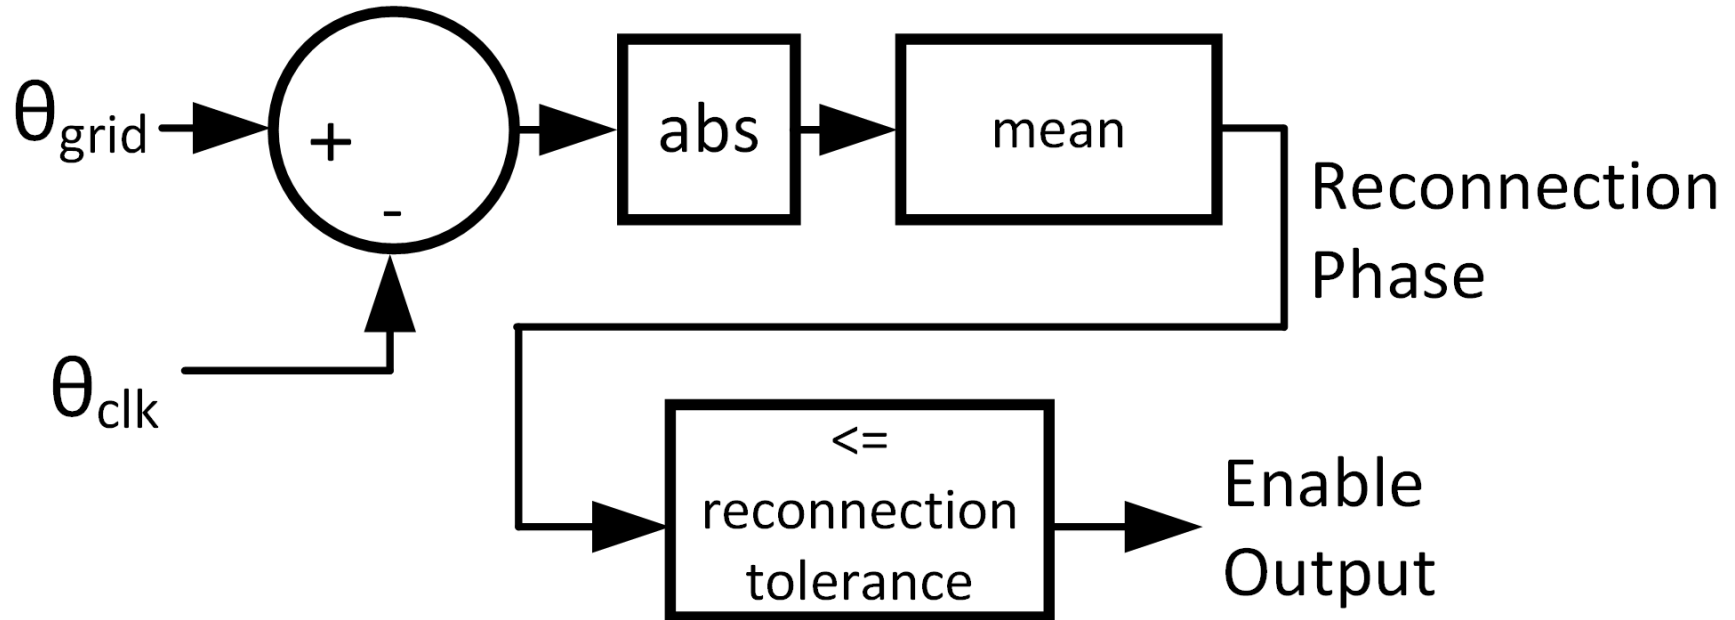 θgrid
+
-
abs
mean
Reconnection
Phase
θclk
<=
reconnection
tolerance
Enable
Output